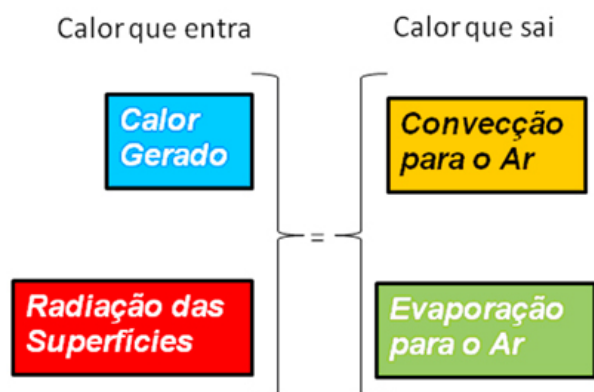 Calor que entra
Calor que sai
Calor
Gerado
Convecção
para o Ar
=
Radiação das
Superfícies
Evaporação
para o Ar